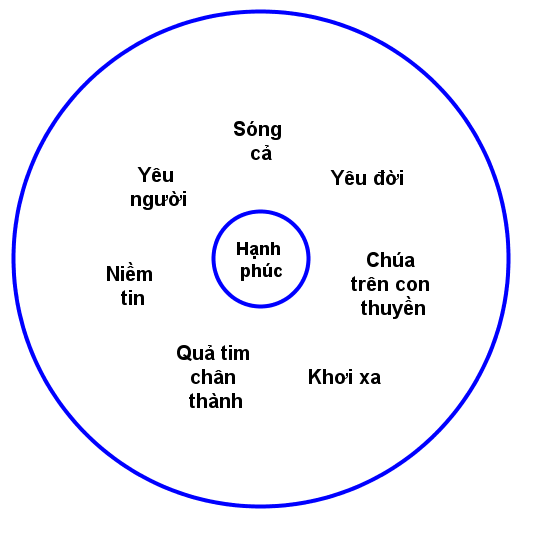 Sóng
cả
Yêu
người
Yêu đời
Hạnh
phúc
Niềm
tin
Chúa
trên con
thuyền
Quả tim
chân
thành
Khơi xa